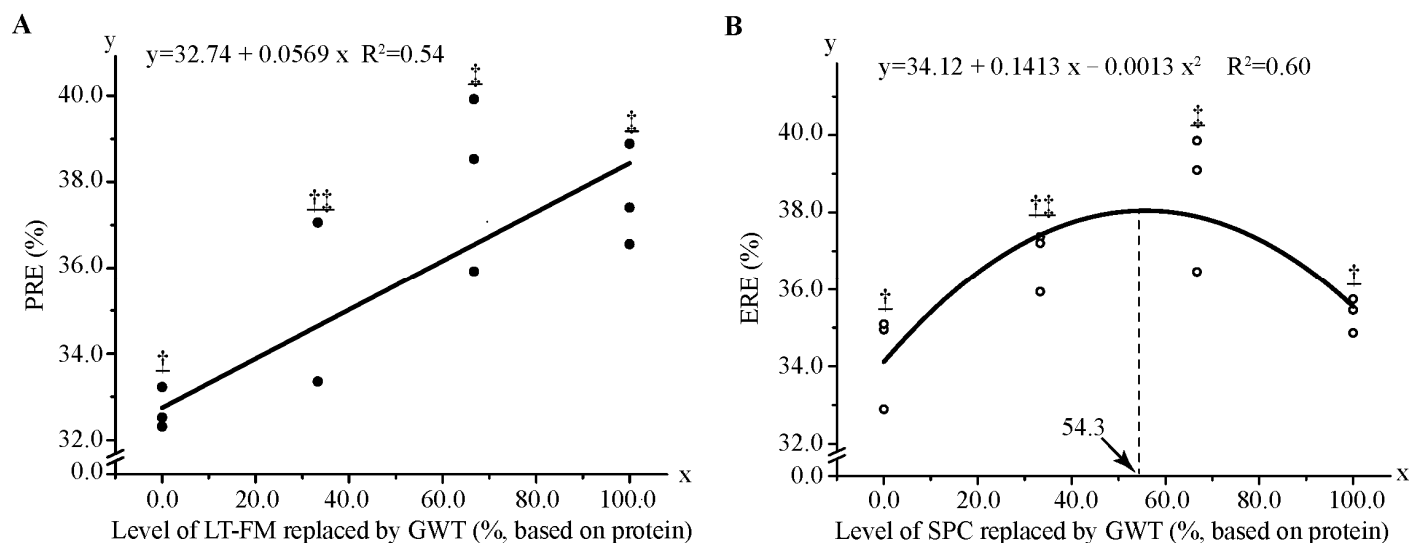 A
y
y=32.74 + 0.0569 x R²=0.54
40.0
38.0
36.0
34.0
32.0
0.0
PRE (%)
†
†‡
‡
‡
x
0.0 20.0 40.0 60.0 80.0 100.0
Level of LT-FM replaced by GWT (%, based on protein)
B
y
y=34.12 + 0.1413 x – 0.0013 x² R²=0.60
40.0
38.0
36.0
34.0
32.0
0.0
ERE (%)
†
†‡
‡
†
54.3
x
0.0 20.0 40.0 60.0 80.0 100.0
Level of SPC replaced by GWT (%, based on protein)